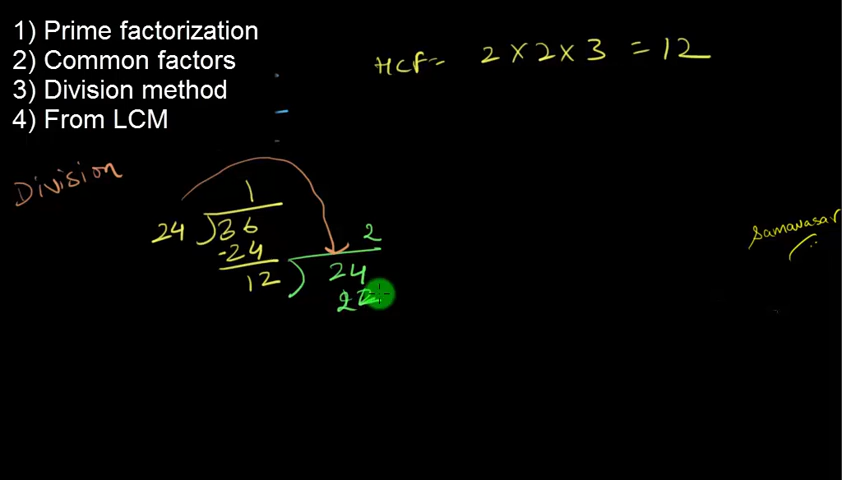 1) Prime factorization
2) Common factors
3) Division method
4) From LCM
HCF= 2 × 2 × 3 = 12
Division
1
24 ) 36
-24
12
2
) 24
Samavasar